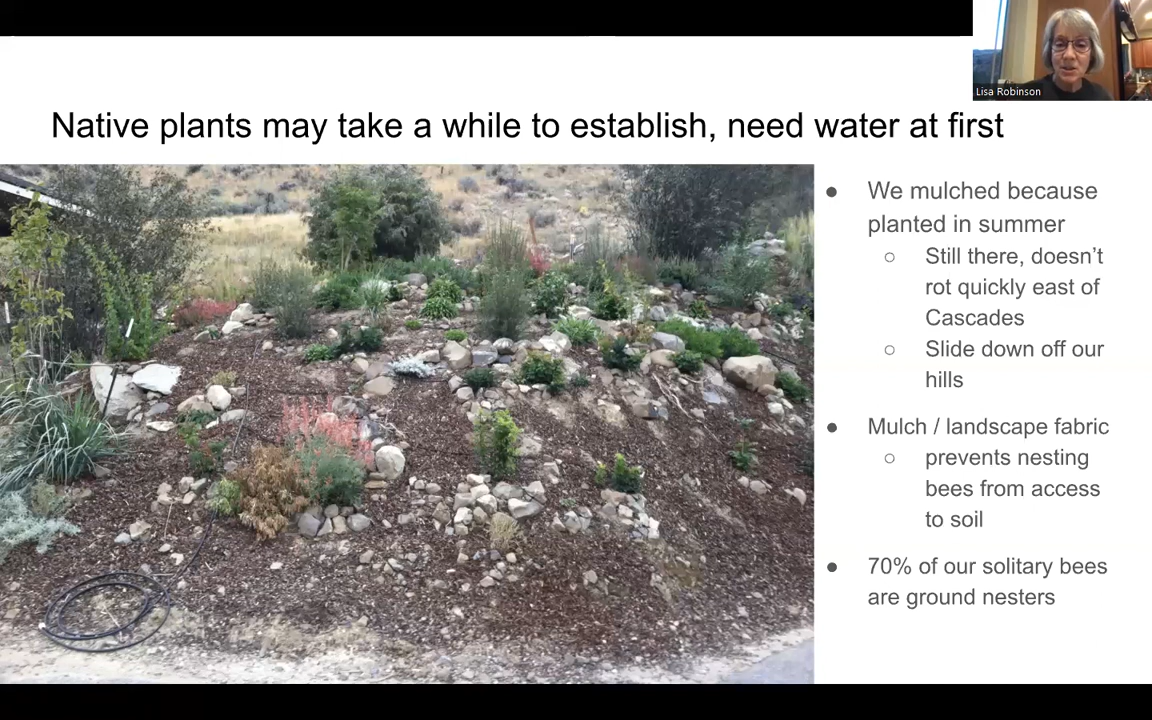 Lisa Robinson
Native plants may take a while to establish, need water at first
● We mulched because
planted in summer
○ Still there, doesn’t
rot quickly east of
Cascades
○ Slide down off our
hills
● Mulch / landscape fabric
○ prevents nesting
bees from access
to soil
● 70% of our solitary bees
are ground nesters